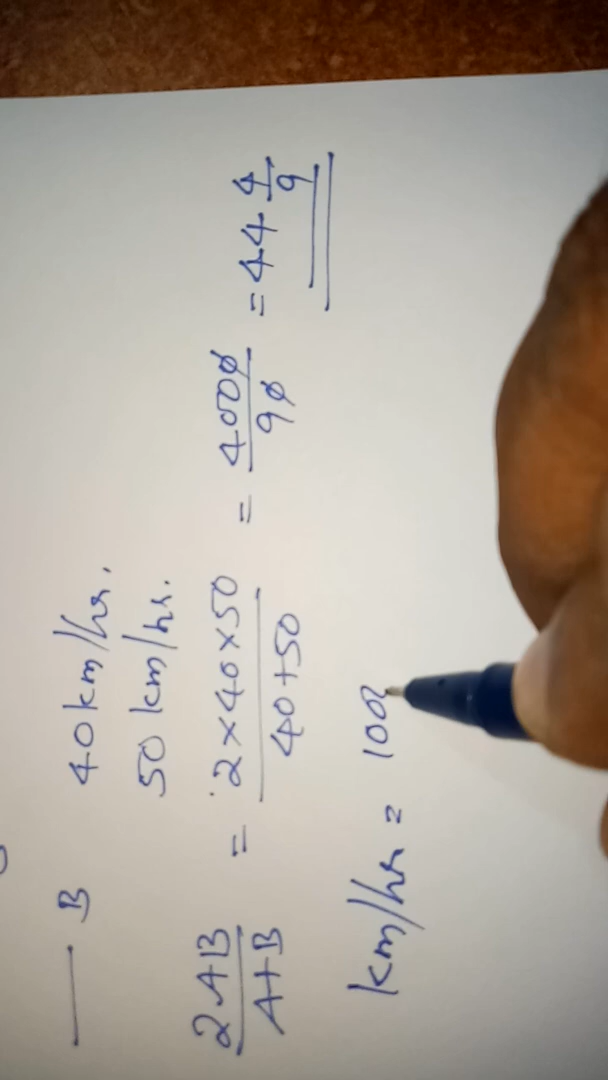 — B 40 km/hr.
50 km/hr.
2AB/A+B = 2×40×50/40+50 = 4000/90 = 44 4/9
km/hr = 100